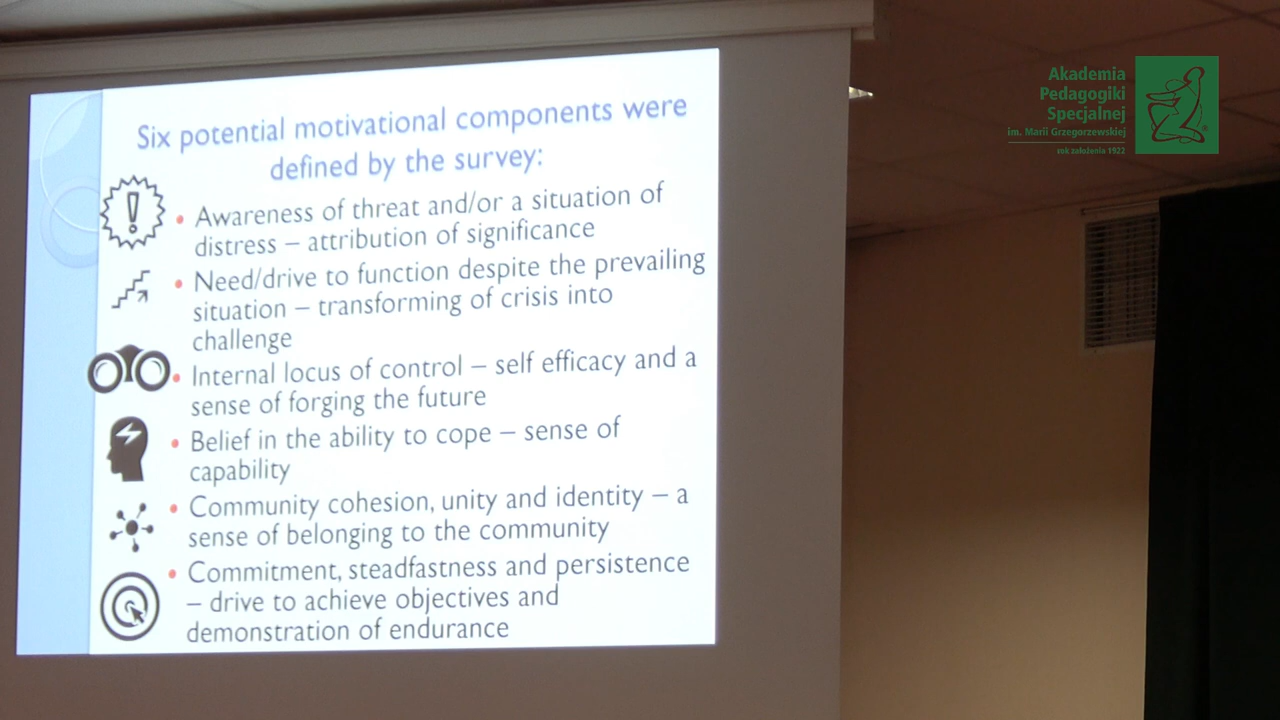 Six potential motivational components were
defined by the survey:
• Awareness of threat and/or a situation of
distress – attribution of significance
• Need/drive to function despite the prevailing
situation – transforming of crisis into
challenge
• Internal locus of control – self efficacy and a
sense of forging the future
• Belief in the ability to cope – sense of
capability
• Community cohesion, unity and identity – a
sense of belonging to the community
• Commitment, steadfastness and persistence
– drive to achieve objectives and
demonstration of endurance
Akademia
Pedagogiki
Specjalnej
im. Marii Grzegorzewskiej
rok założenia 1922